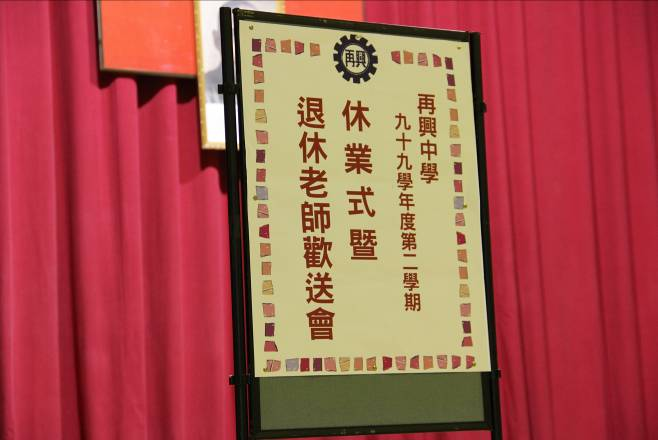 再興
再興中學
九十九學年度第二學期
休業式暨
退休老師歡送會